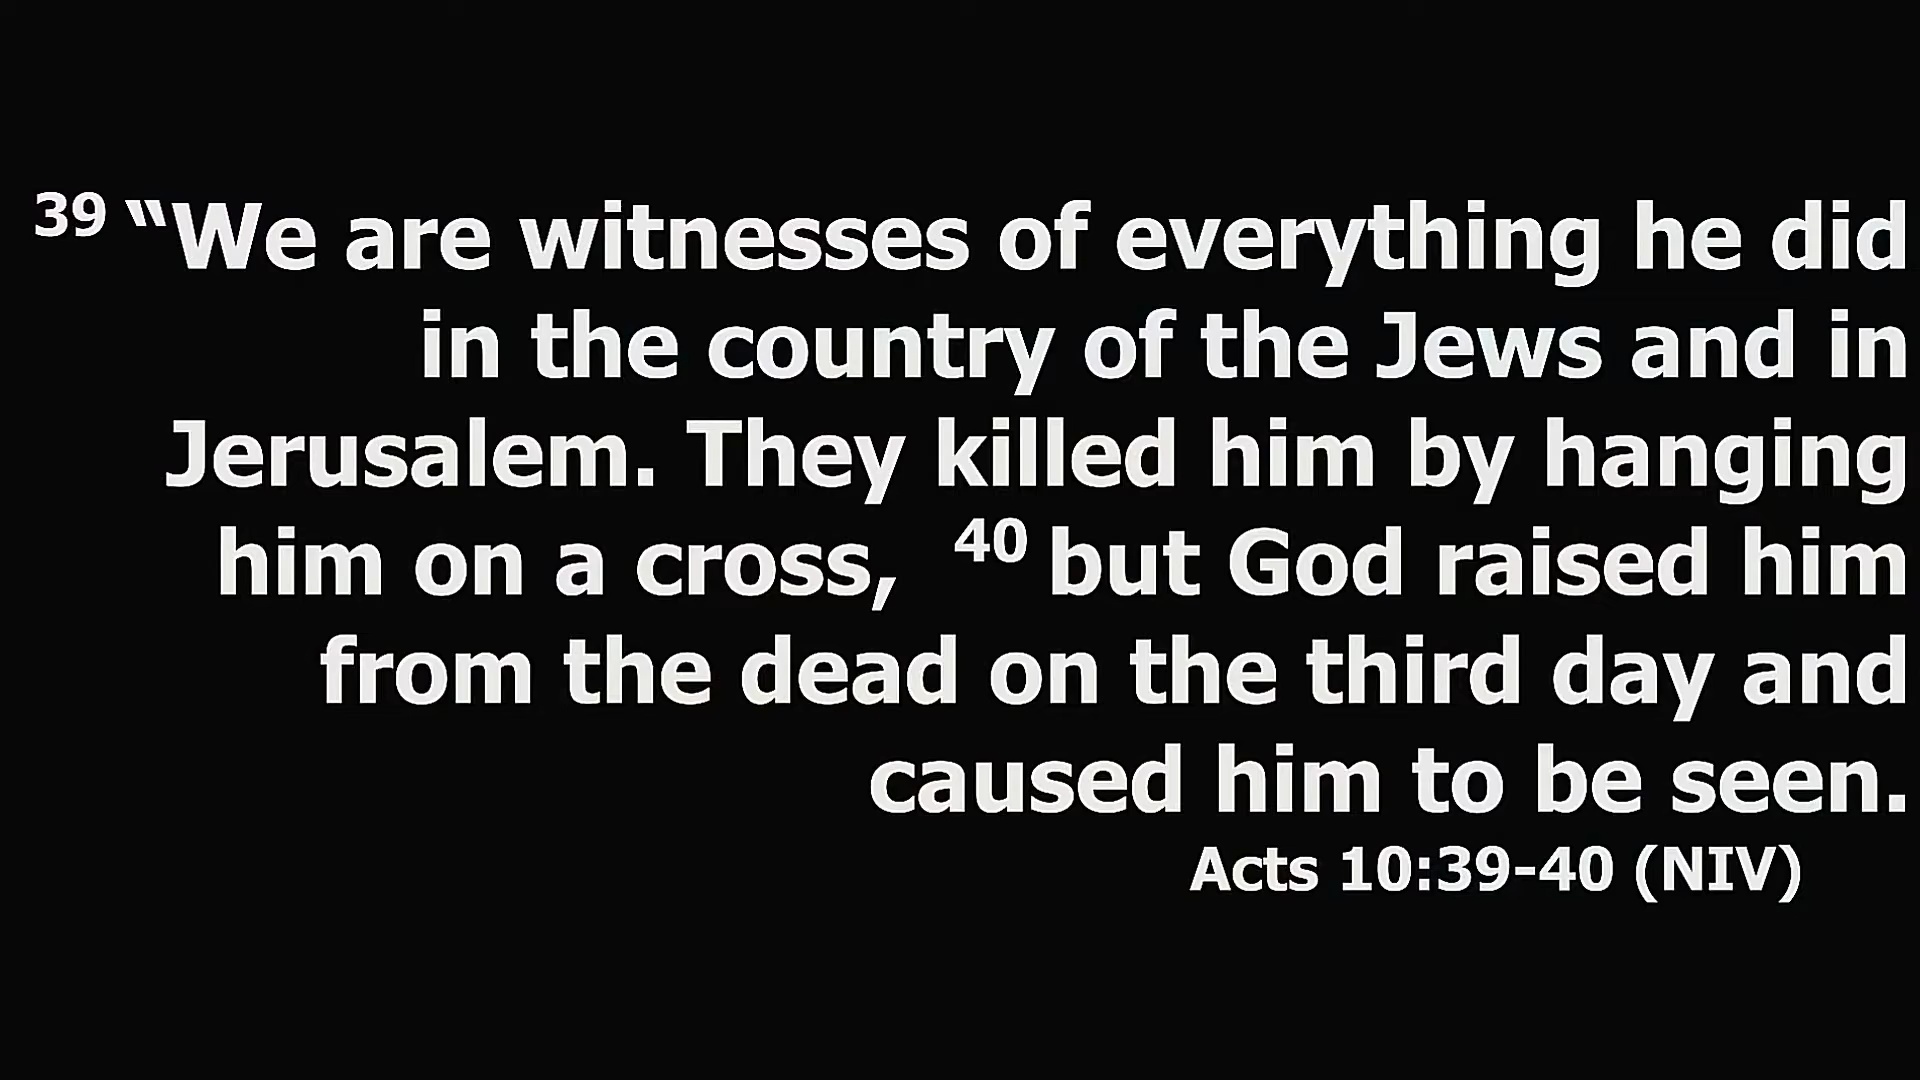 39 “We are witnesses of everything he did
in the country of the Jews and in
Jerusalem. They killed him by hanging
him on a cross, 40 but God raised him
from the dead on the third day and
caused him to be seen.
Acts 10:39-40 (NIV)